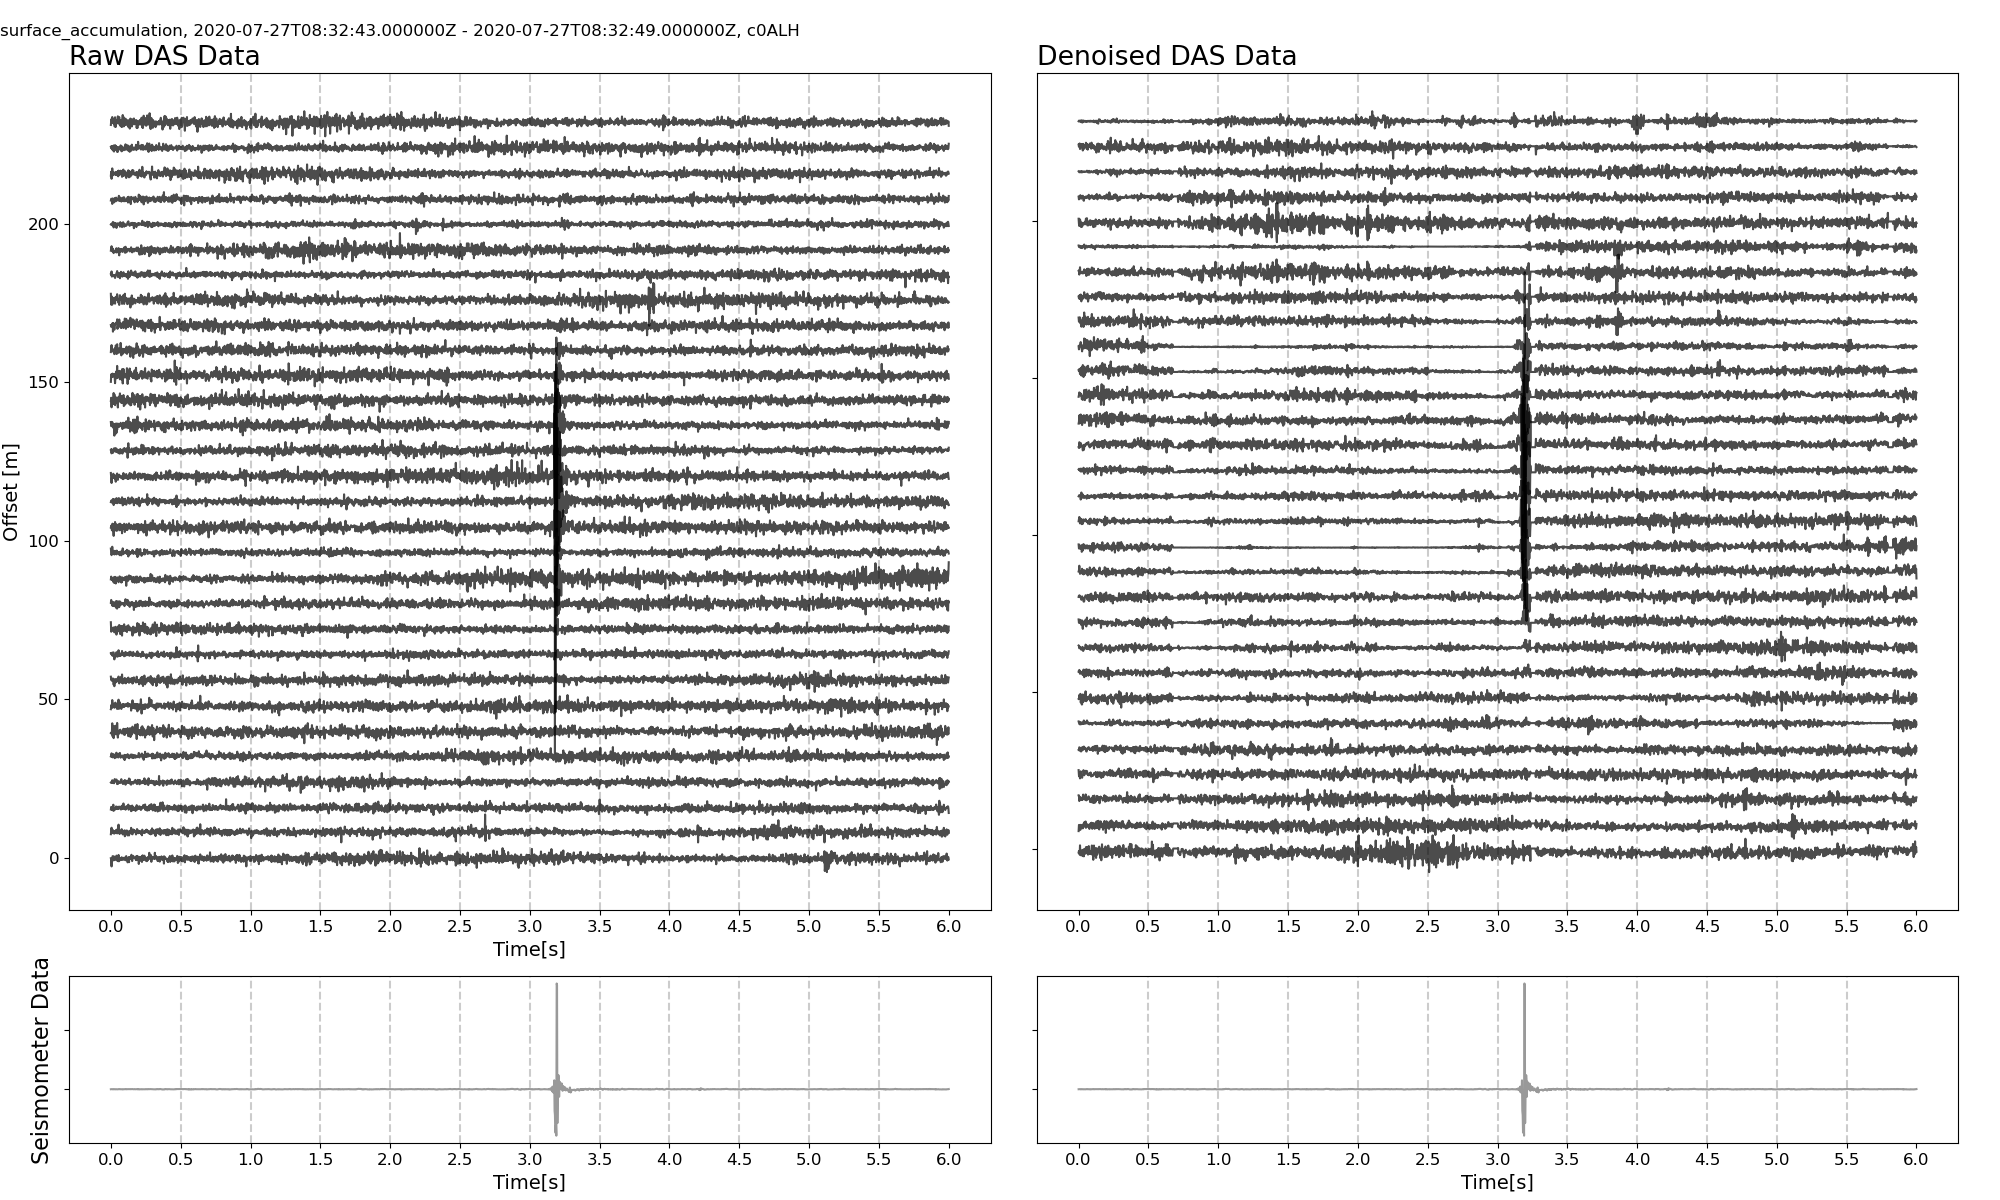 surface_accumulation, 2020-07-27T08:32:43.000000Z - 2020-07-27T08:32:49.000000Z, c0ALH
Raw DAS Data
Denoised DAS Data
Offset [m]
200
150
100
50
0
0.0 0.5 1.0 1.5 2.0 2.5 3.0 3.5 4.0 4.5 5.0 5.5 6.0
Time[s]
0.0 0.5 1.0 1.5 2.0 2.5 3.0 3.5 4.0 4.5 5.0 5.5 6.0
Seismometer Data
0.0 0.5 1.0 1.5 2.0 2.5 3.0 3.5 4.0 4.5 5.0 5.5 6.0
Time[s]
0.0 0.5 1.0 1.5 2.0 2.5 3.0 3.5 4.0 4.5 5.0 5.5 6.0
Time[s]